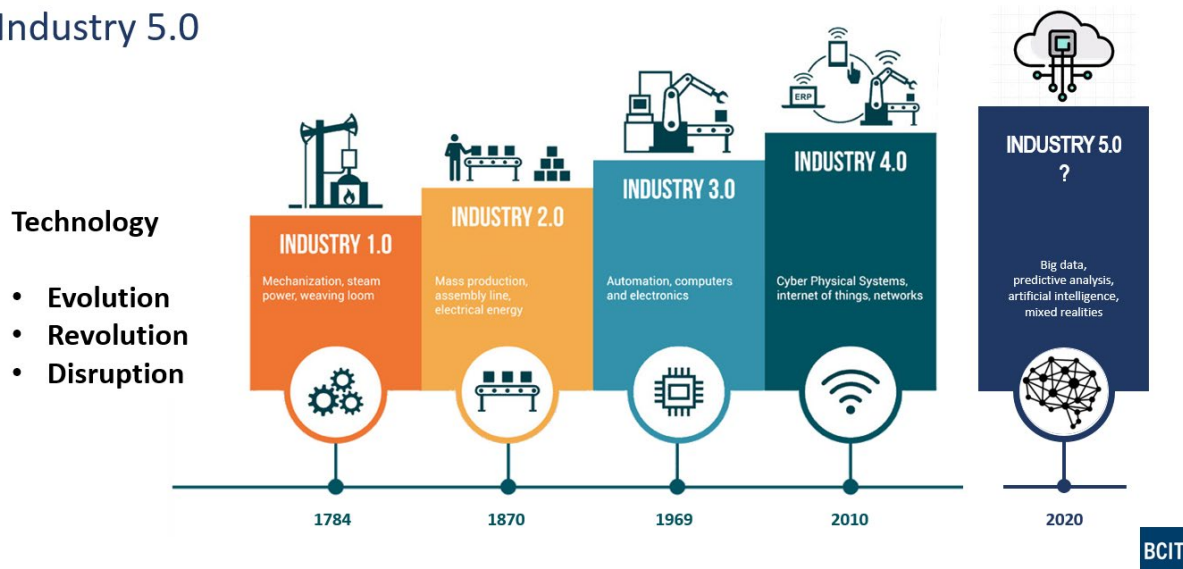 Industry 5.0
Technology
• Evolution
• Revolution
• Disruption
INDUSTRY 1.0
Mechanization, steam
power, weaving loom
1784
INDUSTRY 2.0
Mass production,
assembly line,
electrical energy
1870
INDUSTRY 3.0
Automation, computers
and electronics
1969
ERP
INDUSTRY 4.0
Cyber Physical Systems,
internet of things, networks
2010
INDUSTRY 5.0
?
Big data,
predictive analysis,
artificial intelligence,
mixed realities
2020
BCIT